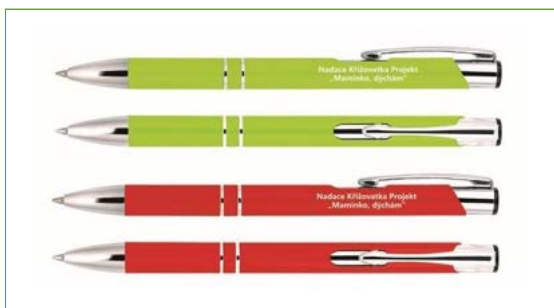 Nadace Křižovatka Projekt
„Maminko, dýchám"
Nadace Křižovatka Projekt
„Maminko, dýchám"